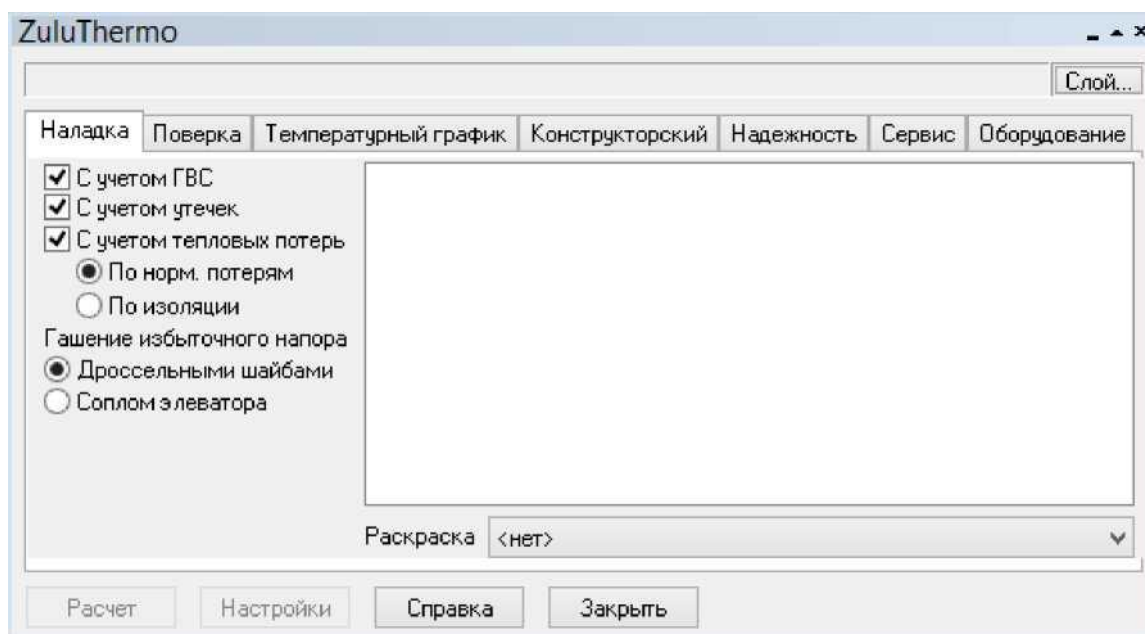 ZuluThermo
Слой...
Наладка Поверка Температурный график Конструкторский Надежность Сервис Оборудование
С учетом ГВС
С учетом утечек
С учетом тепловых потерь
По норм. потерям
По изоляции
Гашение избыточного напора
Дроссельными шайбами
Соплом элеватора
Раскраска <нет>
Расчет Настройки Справка Закрыть